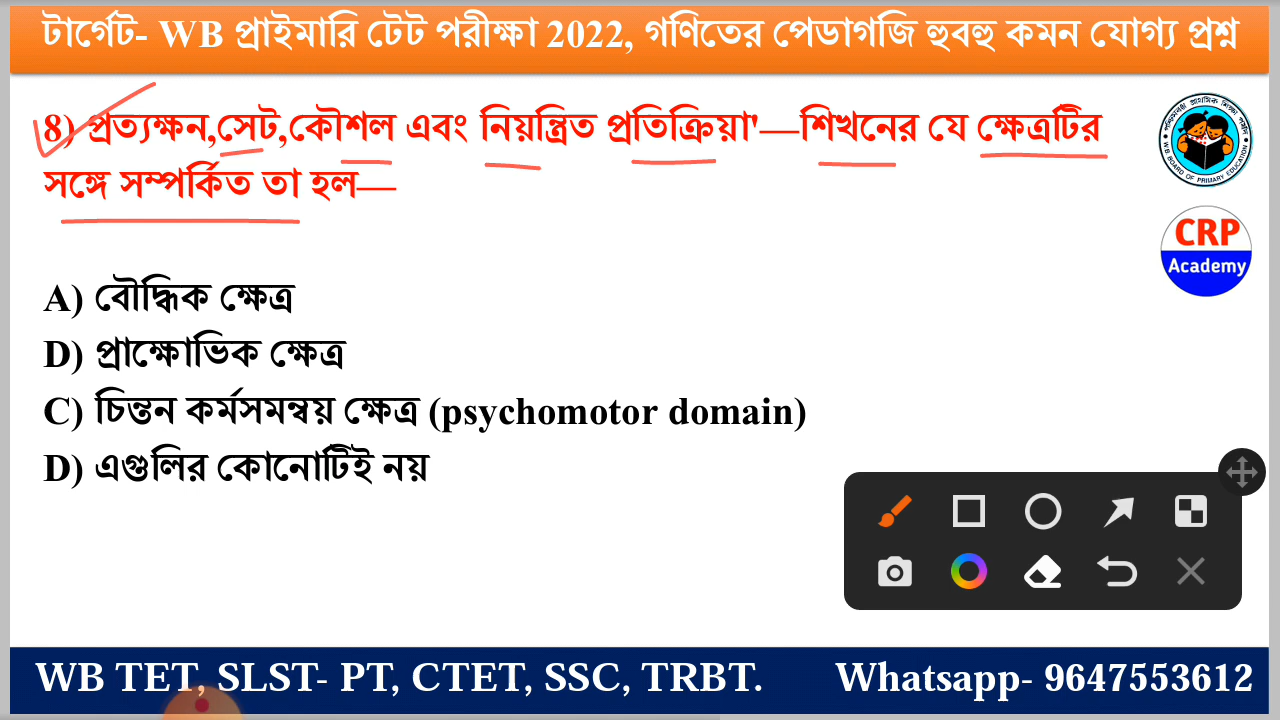 টার্গেট- WB প্রাইমারি টেট পরীক্ষা 2022, গণিতের পেডাগজি হুবহু কমন যোগ্য প্রশ্ন
8) প্রত্যক্ষন,সেট,কৌশল এবং নিয়ন্ত্রিত প্রতিক্রিয়া'—শিখনের যে ক্ষেত্রটির
সঙ্গে সম্পর্কিত তা হল—
CRP
Academy
A) বৌদ্ধিক ক্ষেত্র
D) প্রাক্ষোভিক ক্ষেত্র
C) চিন্তন কর্মসমন্বয় ক্ষেত্র (psychomotor domain)
D) এগুলির কোনোটিই নয়
WB TET, SLST- PT, CTET, SSC, TRBT. Whatsapp- 9647553612